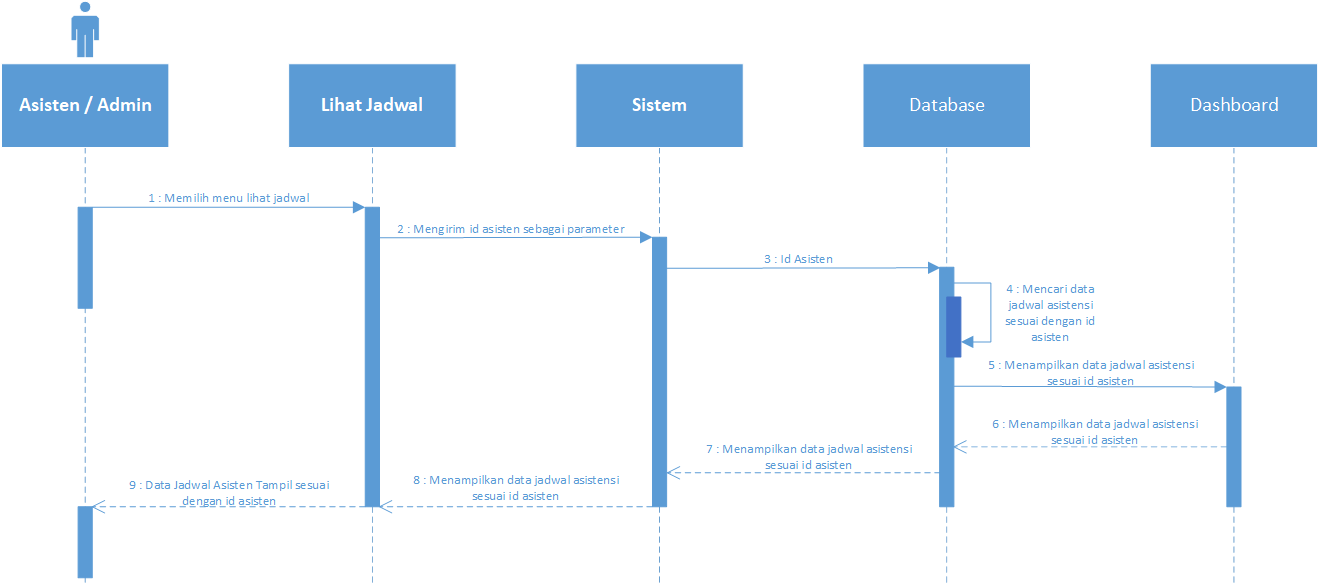 Asisten / Admin
Lihat Jadwal
Sistem
Database
Dashboard
1 : Memilih menu lihat jadwal
2 : Mengirim id asisten sebagai parameter
3 : Id Asisten
4 : Mencari data
jadwal asistensi
sesuai dengan id
asisten
5 : Menampilkan data jadwal asistensi
sesuai id asisten
6 : Menampilkan data jadwal asistensi
sesuai id asisten
7 : Menampilkan data jadwal asistensi
sesuai id asisten
8 : Menampilkan data jadwal asistensi
sesuai id asisten
9 : Data Jadwal Asisten Tampil sesuai
dengan id asisten